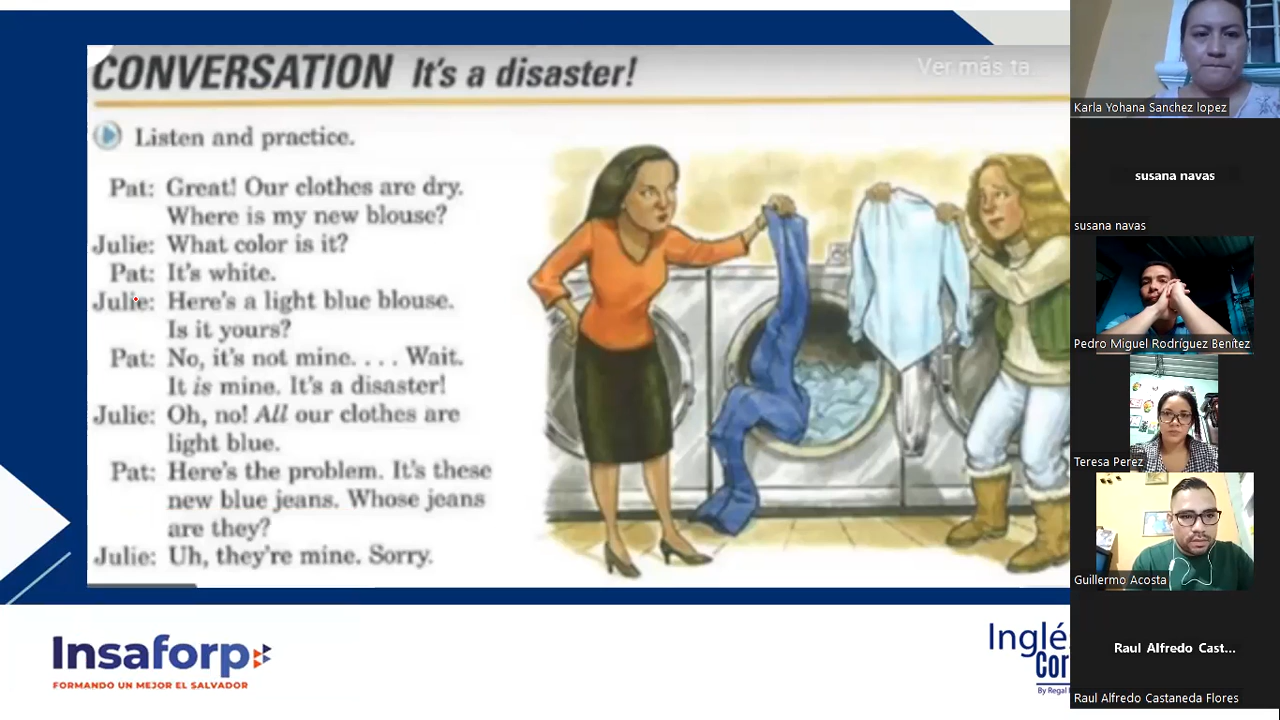 CONVERSATION It's a disaster!
Ver más ta
Listen and practice.
Pat: Great! Our clothes are dry.
Where is my new blouse?
Julie: What color is it?
Pat: It's white.
Julie: Here's a light blue blouse.
Is it yours?
Pat: No, it's not mine. . . . Wait.
It is mine. It's a disaster!
Julie: Oh, no! All our clothes are
light blue.
Pat: Here's the problem. It's these
new blue jeans. Whose jeans
are they?
Julie: Uh, they're mine. Sorry.
Insaforp
FORMANDO UN MEJOR EL SALVADOR
Inglé
Cor
By Regal
Karla Yohana Sanchez lopez
susana navas
susana navas
Pedro Miguel Rodríguez Benítez
Teresa Perez
Guillermo Acosta
Raul Alfredo Cast...
Raul Alfredo Castaneda Flores